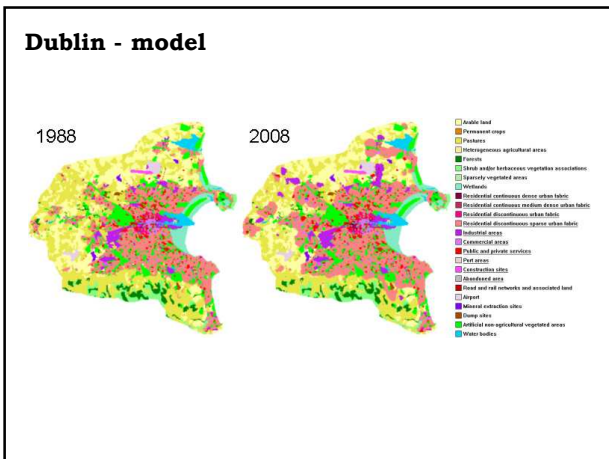 Dublin - model
1988
2008
Arable land
Permanent crops
Pastures
Heterogeneous agricultural areas
Forests
Shrub and/or herbaceous vegetation associations
Sparsely vegetated areas
Wetlands
Residential continuous dense urban fabric
Residential continuous medium dense urban fabric
Residential discontinuous urban fabric
Residential discontinuous sparse urban fabric
Industrial areas
Commercial areas
Public and private services
Port areas
Construction sites
Abandoned area
Road and rail networks and associated land
Airport
Mineral extraction sites
Dump sites
Artificial non-agricultural vegetated areas
Water bodies